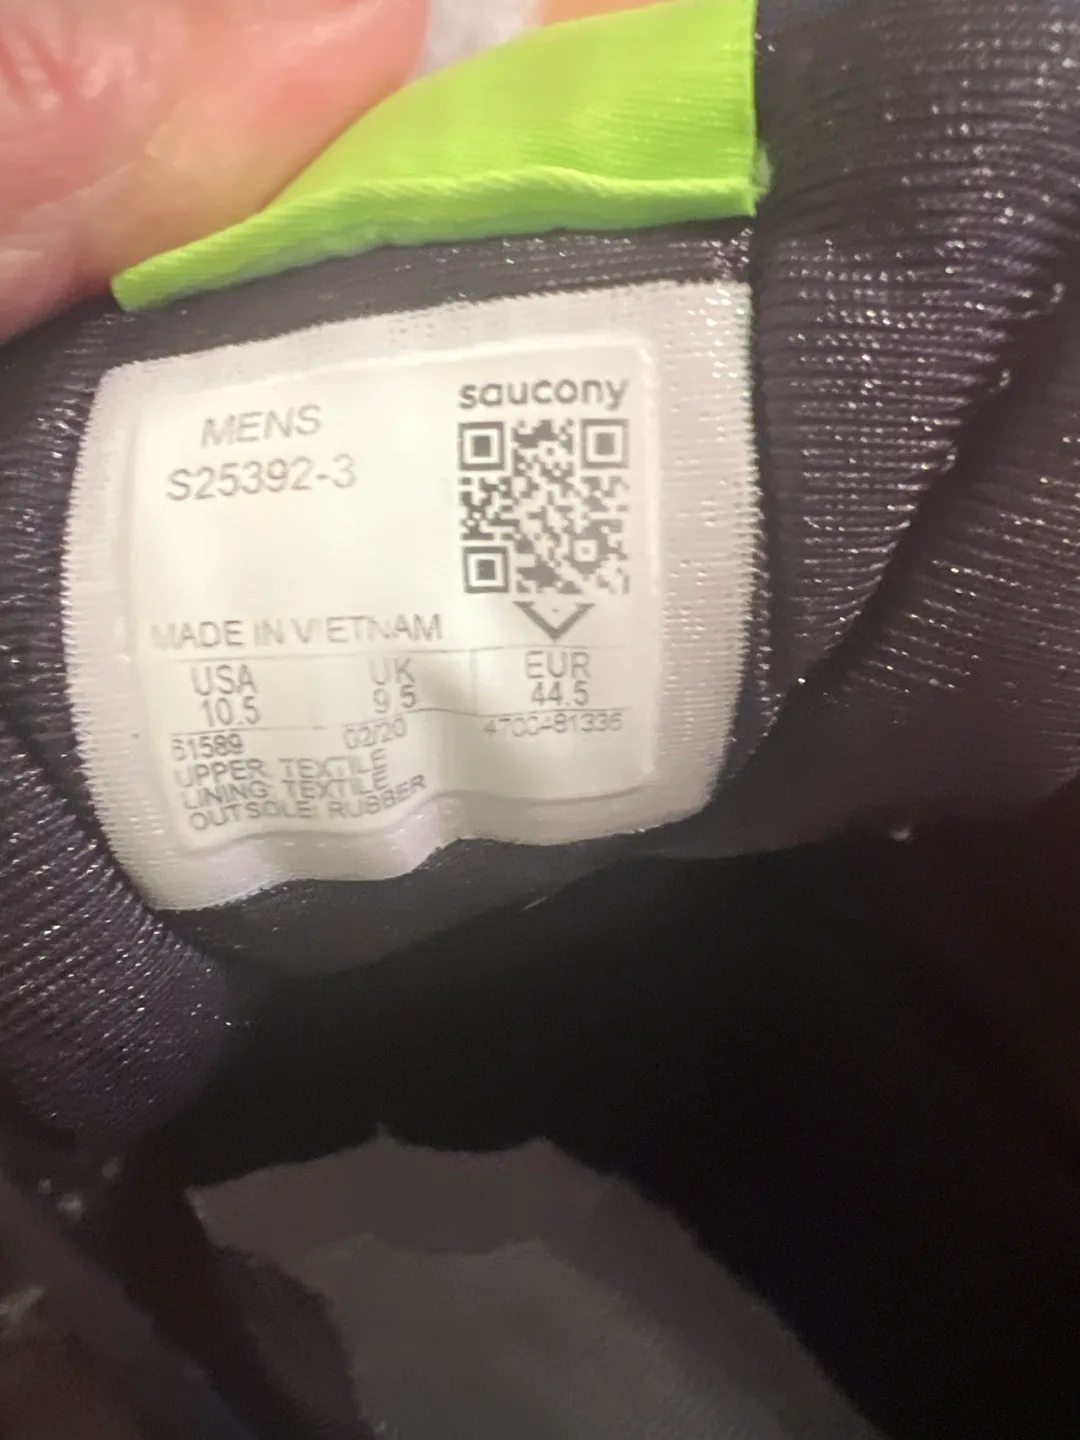 saucony
MENS
S25392-3
MADE IN VIETNAM
USA UK EUR
10.5 9.5 44.5
61589 02/20 4700481336
UPPER: TEXTILE
LINING: TEXTILE
OUTSOLE: RUBBER